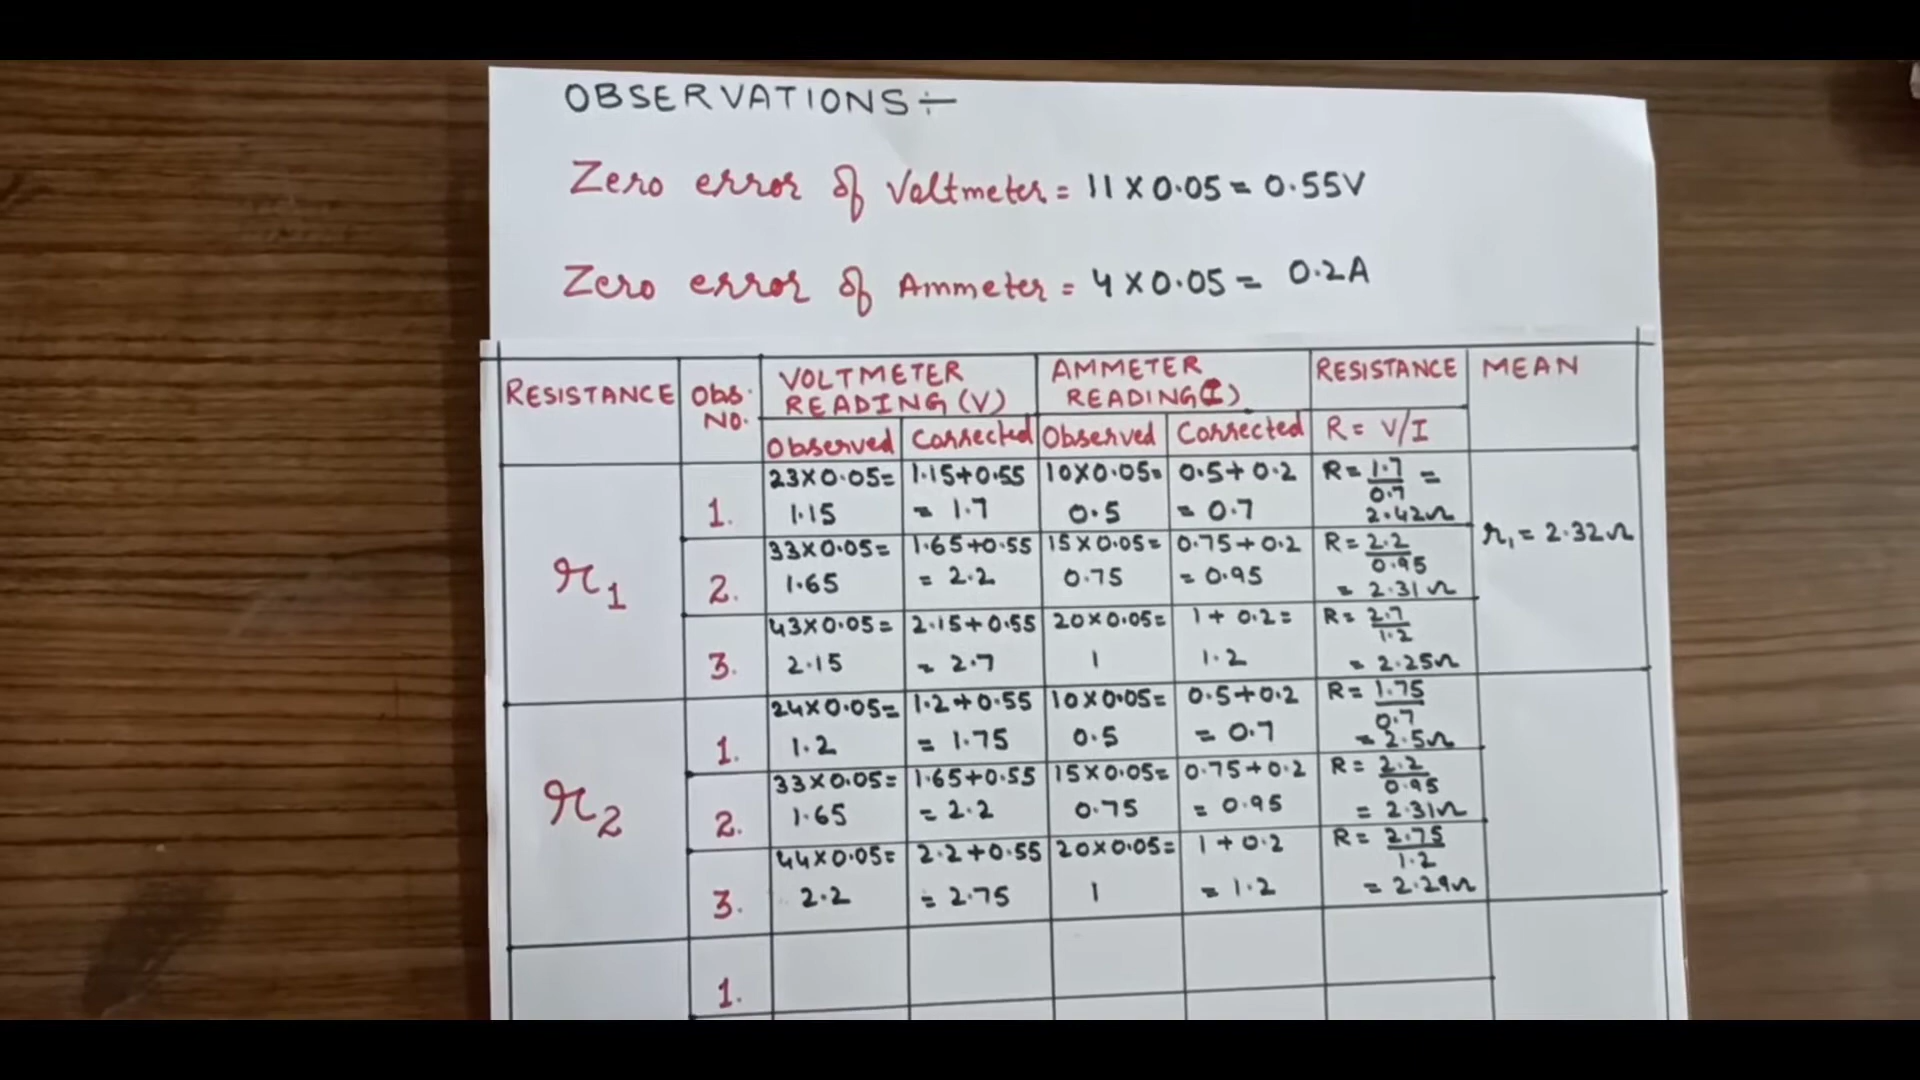 OBSERVATIONS ÷
Zero error of Voltmeter = 11 X 0.05 = 0.55V
Zero error of Ammeter = 4 X 0.05 = 0.2A
RESISTANCE Obs. NO. VOLTMETER READING (V) AMMETER READING (I) RESISTANCE MEAN
Observed Corrected Observed Corrected R = V/I
r1
1. 23X0.05= 1.15+0.55 10X0.05= 0.5+0.2 R= 1.7/0.7 =
1.15 = 1.7 0.5 = 0.7 2.42Ω
2. 33X0.05= 1.65+0.55 15X0.05= 0.75+0.2 R= 2.2/0.95
1.65 = 2.2 0.75 = 0.95 = 2.31Ω
r1 = 2.32Ω
3. 43X0.05= 2.15+0.55 20X0.05= 1+0.2= R= 2.7/1.2
2.15 = 2.7 1 1.2 = 2.25Ω
r2
1. 24X0.05= 1.2+0.55 10X0.05= 0.5+0.2 R= 1.75/0.7
1.2 = 1.75 0.5 = 0.7 = 2.5Ω
2. 33X0.05= 1.65+0.55 15X0.05= 0.75+0.2 R= 2.2/0.95
1.65 = 2.2 0.75 = 0.95 = 2.31Ω
3. 44X0.05= 2.2+0.55 20X0.05= 1+0.2 R= 2.75/1.2
2.2 = 2.75 1 = 1.2 = 2.29Ω
1.